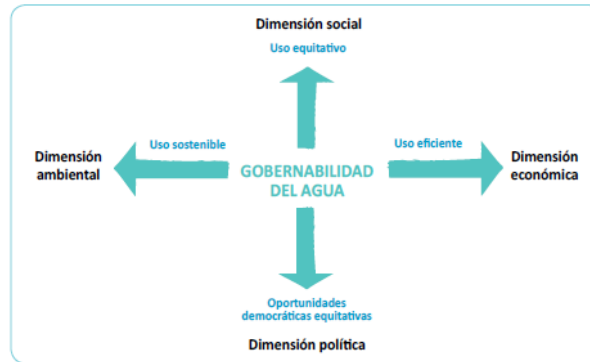 Dimensión social
Uso equitativo
Uso sostenible
Uso eficiente
Dimensión
ambiental
GOBERNABILIDAD
DEL AGUA
Dimensión
económica
Oportunidades
democráticas equitativas
Dimensión política